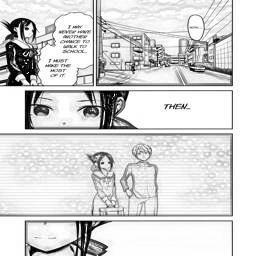 I MAY
NEVER HAVE
ANOTHER
CHANCE TO
WALK TO
SCHOOL.
I MUST
MAKE THE
MOST OF
IT.
THEN...